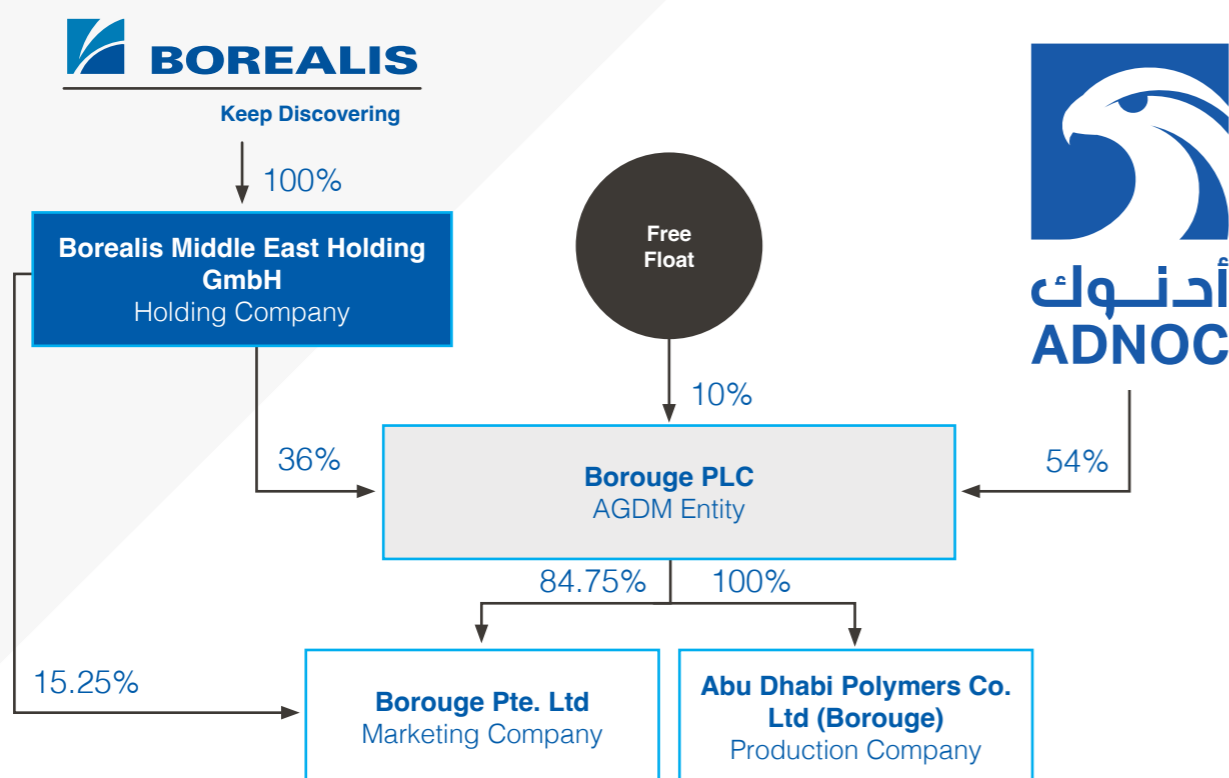 BOREALIS
Keep Discovering
100%
Borealis Middle East Holding
GmbH
Holding Company
Free
Float
أدنوك
ADNOC
10%
36%
54%
Borouge PLC
AGDM Entity
84.75%
100%
15.25%
Borouge Pte. Ltd
Marketing Company
Abu Dhabi Polymers Co.
Ltd (Borouge)
Production Company